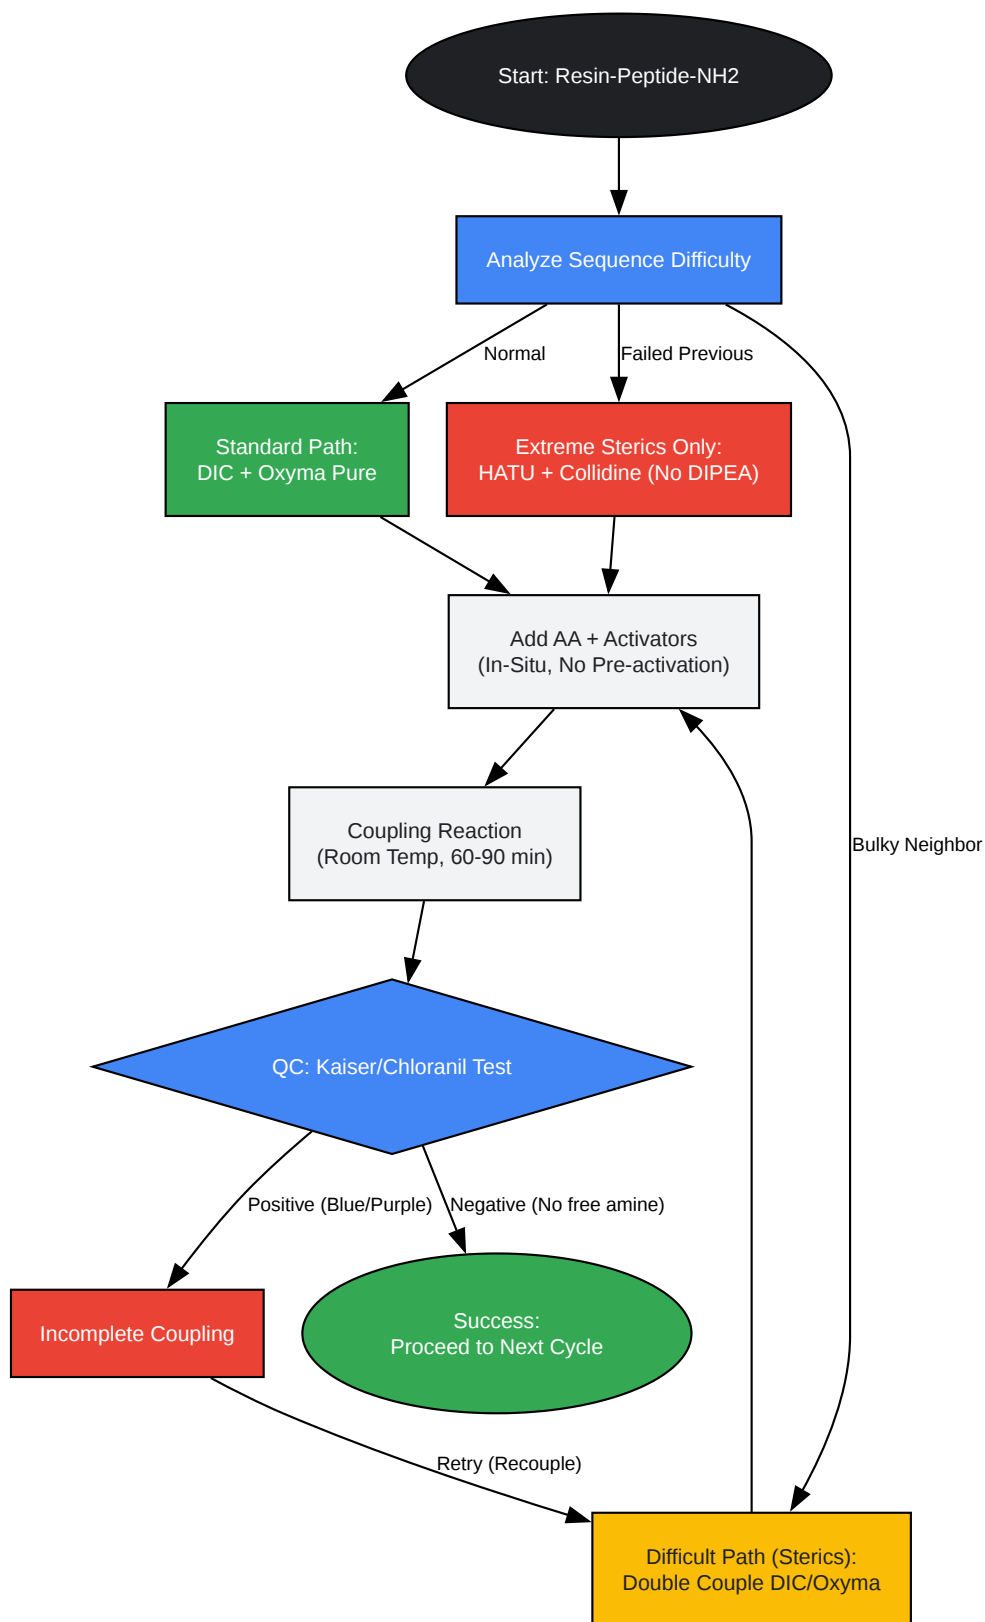 Start: Resin-Peptide-NH2
Analyze Sequence Difficulty
Normal
Failed Previous
Standard Path:
DIC + Oxyma Pure
Extreme Sterics Only:
HATU + Collidine (No DIPEA)
Add AA + Activators
(In-Situ, No Pre-activation)
Coupling Reaction
(Room Temp, 60-90 min)
Bulky Neighbor
QC: Kaiser/Chloranil Test
Positive (Blue/Purple)
Negative (No free amine)
Incomplete Coupling
Success:
Proceed to Next Cycle
Retry (Recouple)
Difficult Path (Sterics):
Double Couple DIC/Oxyma